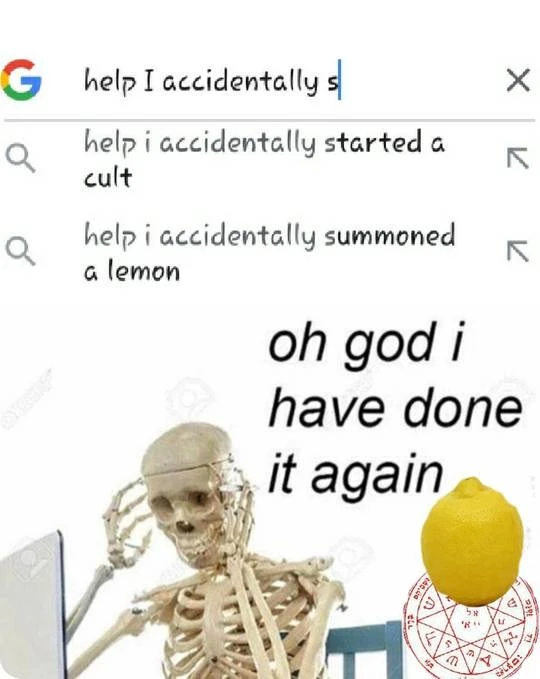 help I accidentally s
help i accidentally started a
cult
help i accidentally summoned
a lemon
oh god i
have done
it again